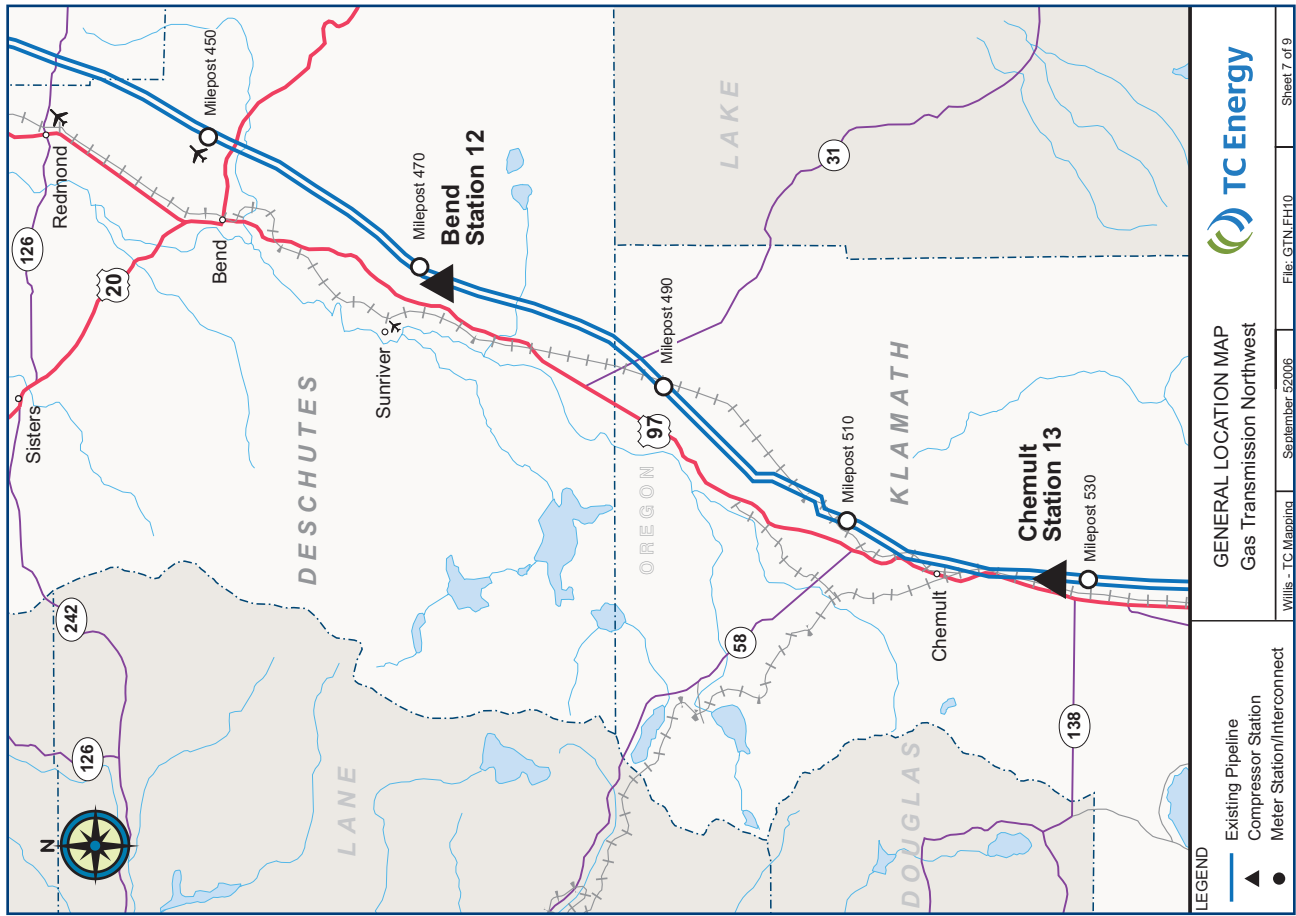 N
126
242
126
Sisters
20
Redmond
Milepost 450
Bend
Milepost 470
Bend
Station 12
Sunriver
DESCHUTES
LANE
LAKE
31
Milepost 490
97
OREGON
58
Milepost 510
KLAMATH
Chemult
Chemult
Station 13
Milepost 530
138
DOUGLAS
LEGEND
Existing Pipeline
Compressor Station
Meter Station/Interconnect
GENERAL LOCATION MAP
Gas Transmission Northwest
TC Energy
Willis - TC Mapping
September 52006
File: GTN.FH10
Sheet 7 of 9